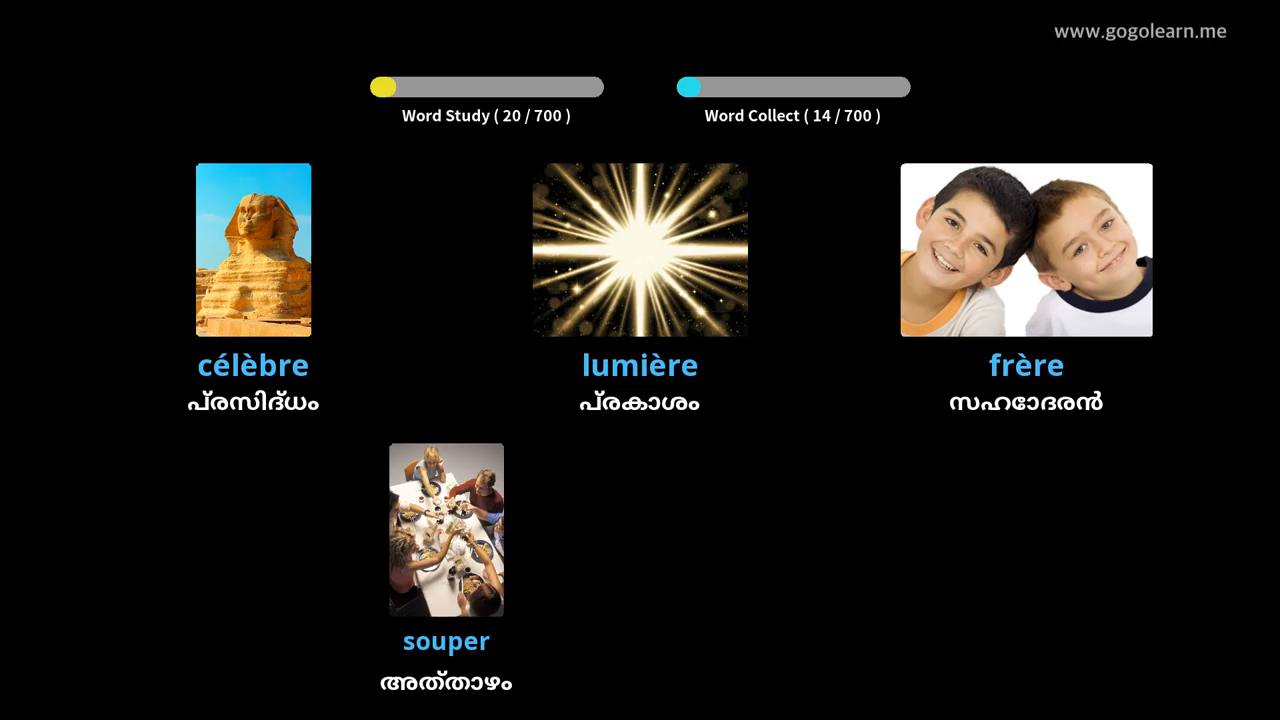 www.gogolearn.me
Word Study ( 20 / 700 )
Word Collect ( 14 / 700 )
célèbre
lumière
frère
പ്രസിദ്ധം
പ്രകാശം
സഹോദരൻ
souper
അത്താഴം